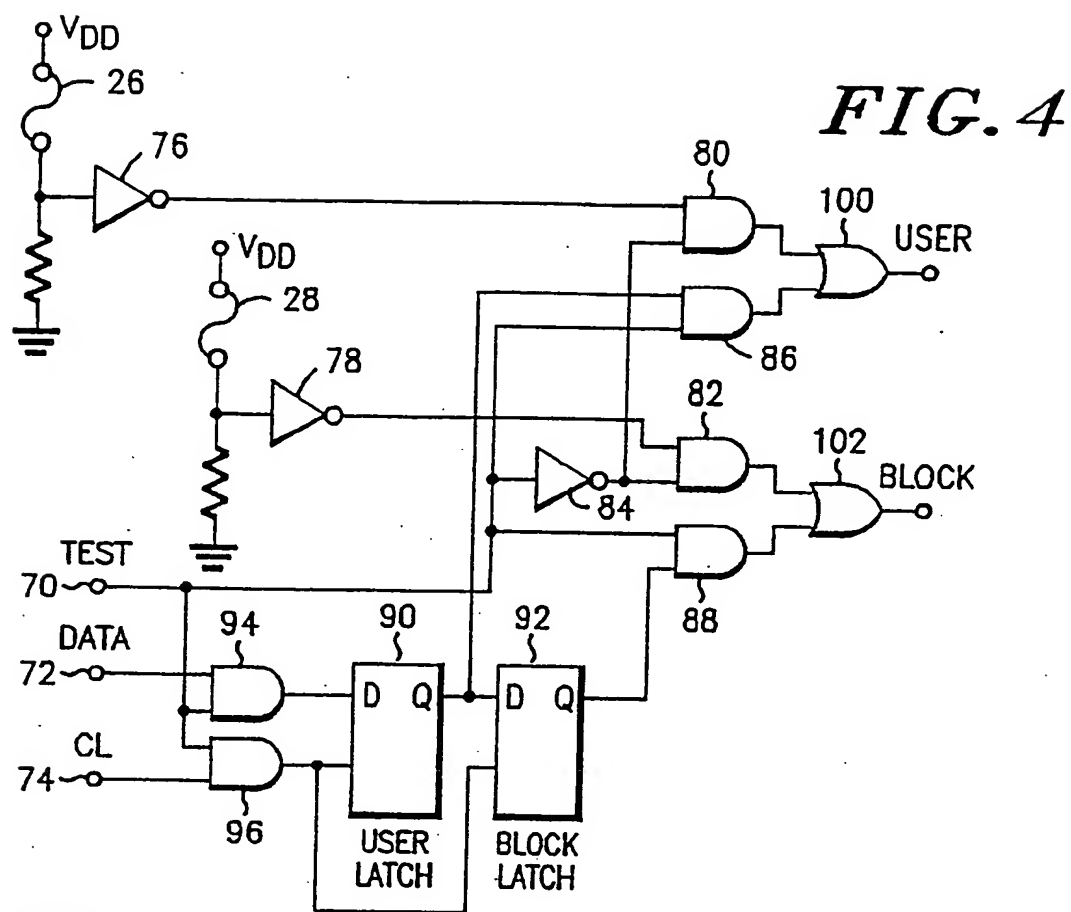 VDD
26
FIG. 4
76
80
100
USER
VDD
28
86
78
82
102
BLOCK
84
88
TEST
70
DATA
72
94
90
92
D Q
D Q
CL
74
96
USER
LATCH
BLOCK
LATCH